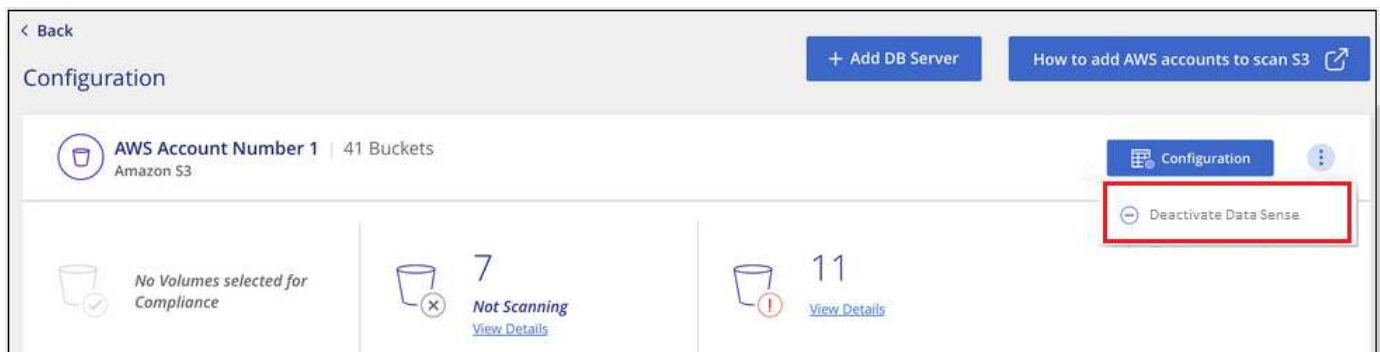 < Back
Configuration
+ Add DB Server
How to add AWS accounts to scan S3
AWS Account Number 1 | 41 Buckets
Amazon S3
Configuration
Deactivate Data Sense
No Volumes selected for
Compliance
7
Not Scanning
View Details
11
View Details